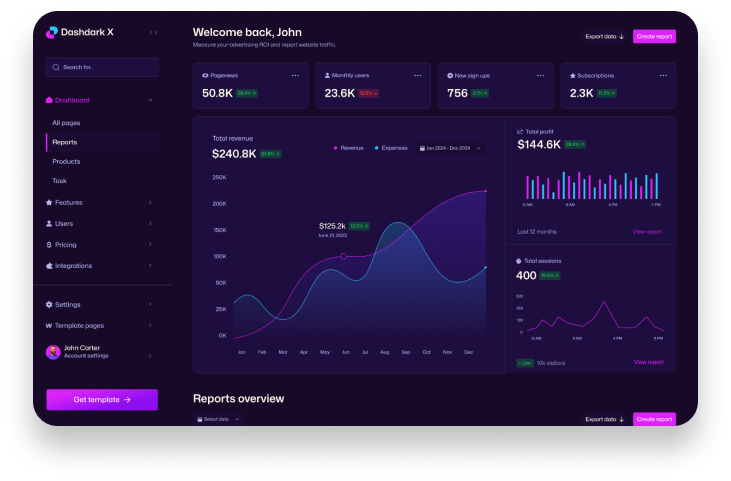 Dashdark X
Search for..
Dashboard
All pages
Reports
Products
Task
Features
Users
Pricing
Integrations
Settings
Template pages
John Carter
Account settings
Get template →
Welcome back, John
Measure your advertising ROI and report website traffic.
Export data ↓
Create report
Pageviews
50.8K 28.4%
Monthly users
23.6K 12.6%
New sign ups
756 3.1%
Subscriptions
2.3K 11.3%
Total revenue
$240.8K 24.6%
Revenue
Expenses
Jan 2024 - Dec 2024
250K
200K
150K
100K
50K
25K
0K
$125.2k 12.5%
June 21, 2023
Jan Feb Mar Apr May Jun Jul Aug Sep Oct Nov Dec
Total profit
$144.6K 28.5%
12 AM 8 AM 4 PM 11 PM
Last 12 months
View report
Total sessions
400 16.8%
500
250
100
0
12 AM 8 AM 4 PM 11 PM
Live 10k visitors
View report
Reports overview
Select date
Export data ↓
Create report